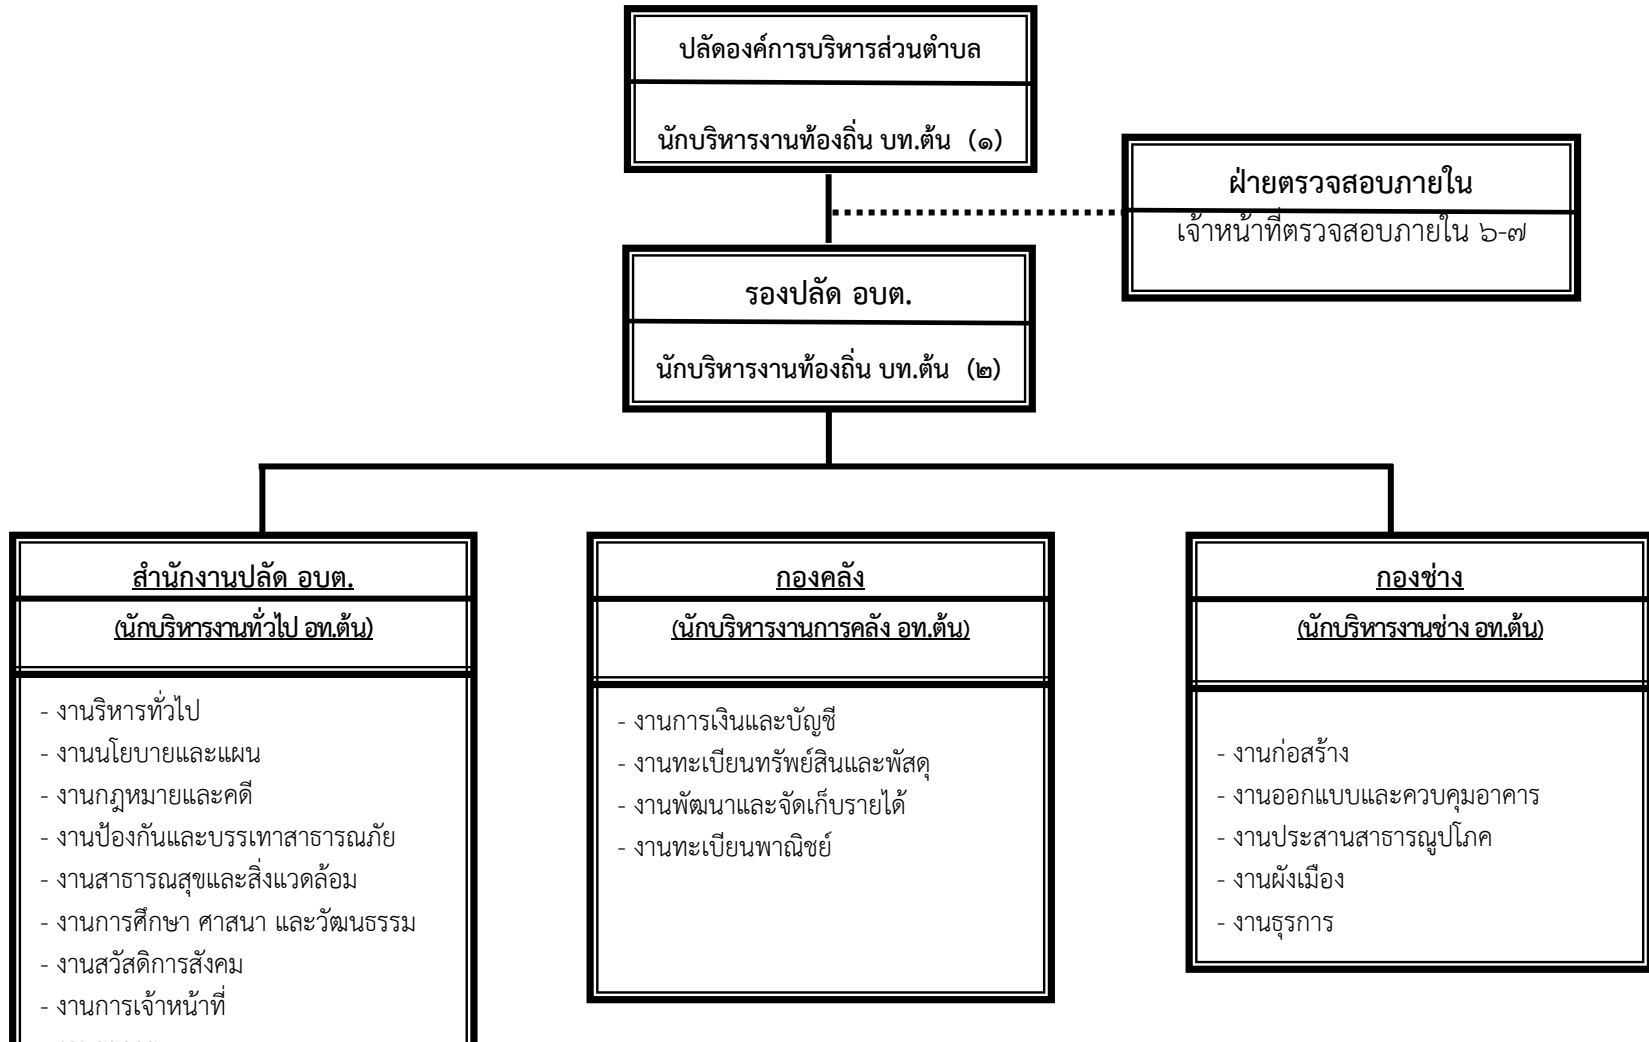 ปลัดองค์การบริหารส่วนตำบล
นักบริหารงานท้องถิ่น บท.ต้น (๑)
ฝ่ายตรวจสอบภายใน
เจ้าหน้าที่ตรวจสอบภายใน ๖-๗
รองปลัด อบต.
นักบริหารงานท้องถิ่น บท.ต้น (๒)
สำนักงานปลัด อบต.
(นักบริหารงานทั่วไป อท.ต้น)
- งานริหารทั่วไป
- งานนโยบายและแผน
- งานกฎหมายและคดี
- งานป้องกันและบรรเทาสาธารณภัย
- งานสาธารณสุขและสิ่งแวดล้อม
- งานการศึกษา ศาสนา และวัฒนธรรม
- งานสวัสดิการสังคม
- งานการเจ้าหน้าที่
กองคลัง
(นักบริหารงานการคลัง อท.ต้น)
- งานการเงินและบัญชี
- งานทะเบียนทรัพย์สินและพัสดุ
- งานพัฒนาและจัดเก็บรายได้
- งานทะเบียนพาณิชย์
กองช่าง
(นักบริหารงานช่าง อท.ต้น)
- งานก่อสร้าง
- งานออกแบบและควบคุมอาคาร
- งานประสานสาธารณูปโภค
- งานผังเมือง
- งานธุรการ